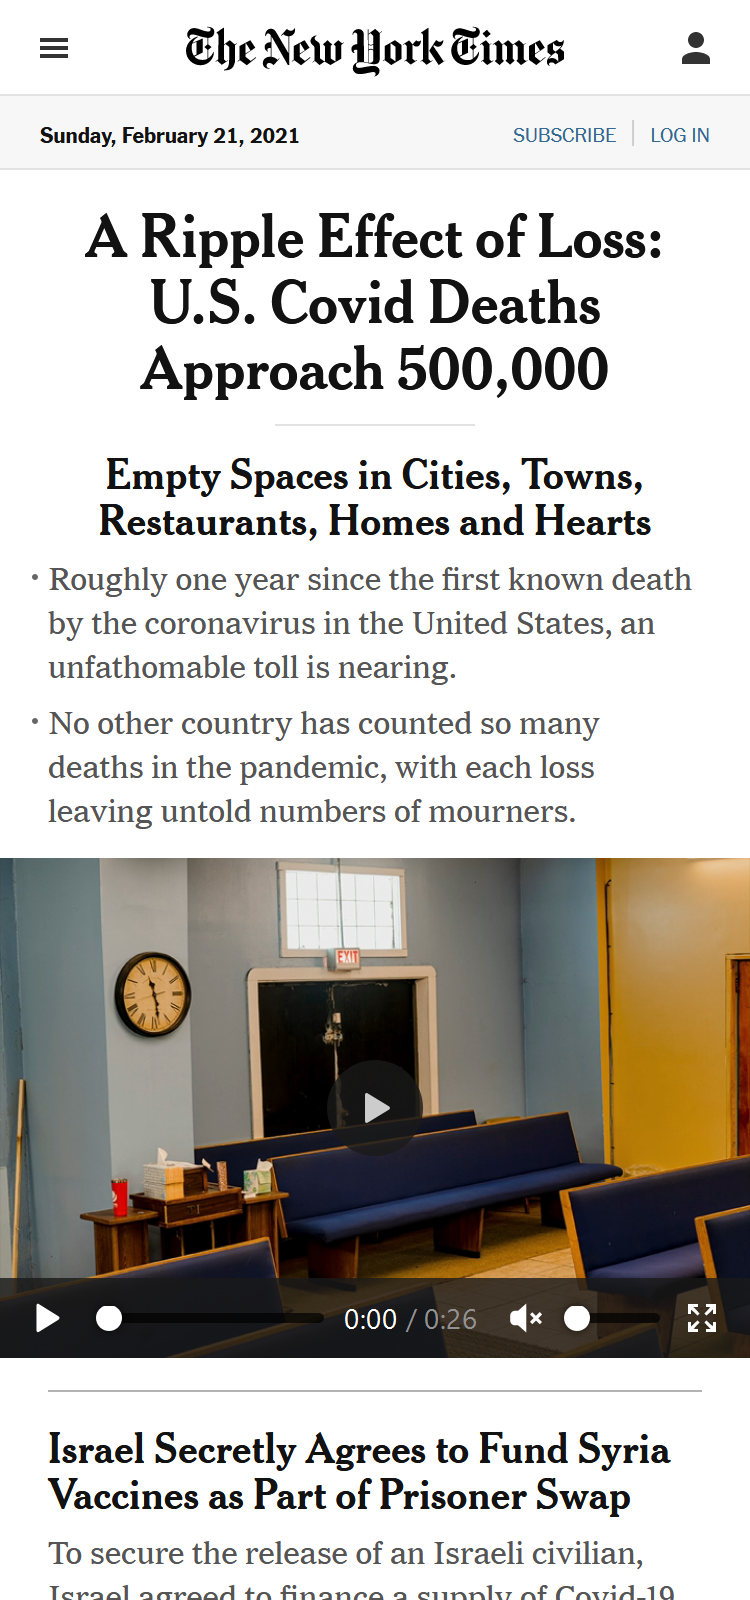 The New York Times
Sunday, February 21, 2021
SUBSCRIBE
LOG IN
A Ripple Effect of Loss:
U.S. Covid Deaths
Approach 500,000
Empty Spaces in Cities, Towns,
Restaurants, Homes and Hearts
• Roughly one year since the first known death
by the coronavirus in the United States, an
unfathomable toll is nearing.
• No other country has counted so many
deaths in the pandemic, with each loss
leaving untold numbers of mourners.
EXIT
0:00 / 0:26
Israel Secretly Agrees to Fund Syria
Vaccines as Part of Prisoner Swap
To secure the release of an Israeli civilian,
Israel agreed to finance a supply of Covid-19